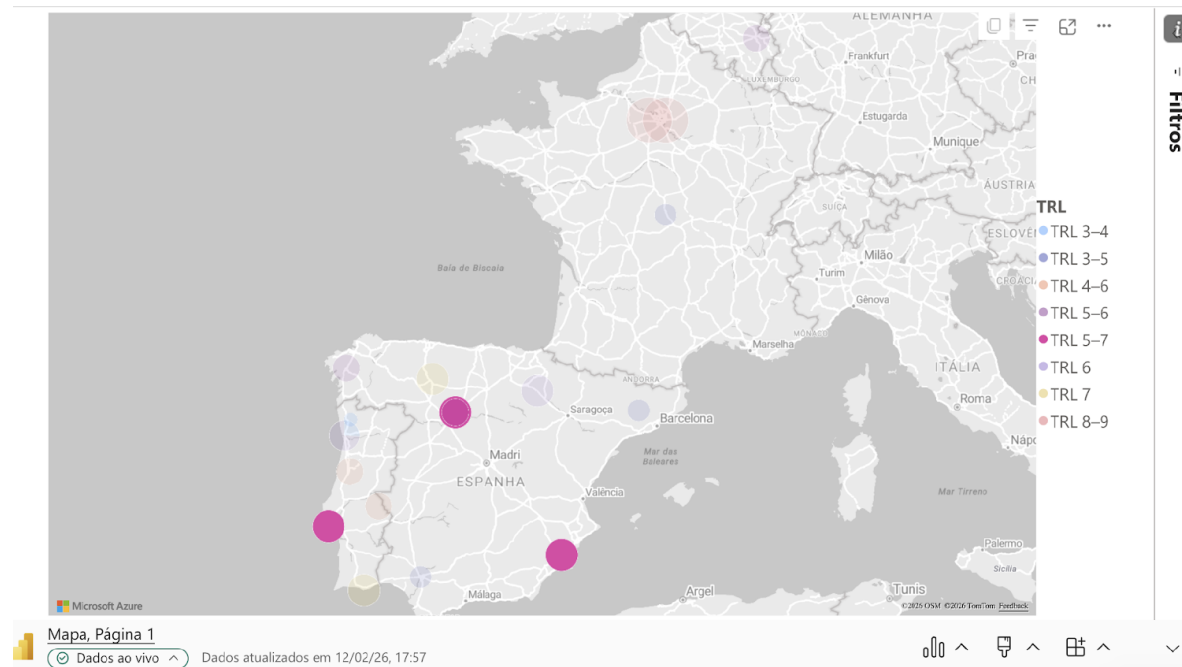 ALEMANHA
Frankfurt
Pra
LUXEMBURGO
CH
Estugarda
Munique
ÁUSTRIA
SUÍÇA
ESLOVÊ
Milão
Turim
CROÁCI
Génova
Baía de Biscaia
MÓNACO
Marselha
ITÁLIA
ANDORRA
Roma
Saragoça
Barcelona
Nápo
Madri
Mar das
Baleares
ESPANHA
Valência
Mar Tirreno
Palermo
Sicília
Málaga
Argel
Tunis
Microsoft Azure
©2026 OSM ©2026 TomTom Feedback
TRL
TRL 3–4
TRL 3–5
TRL 4–6
TRL 5–6
TRL 5–7
TRL 6
TRL 7
TRL 8–9
Filtros
Mapa, Página 1
Dados ao vivo
Dados atualizados em 12/02/26, 17:57